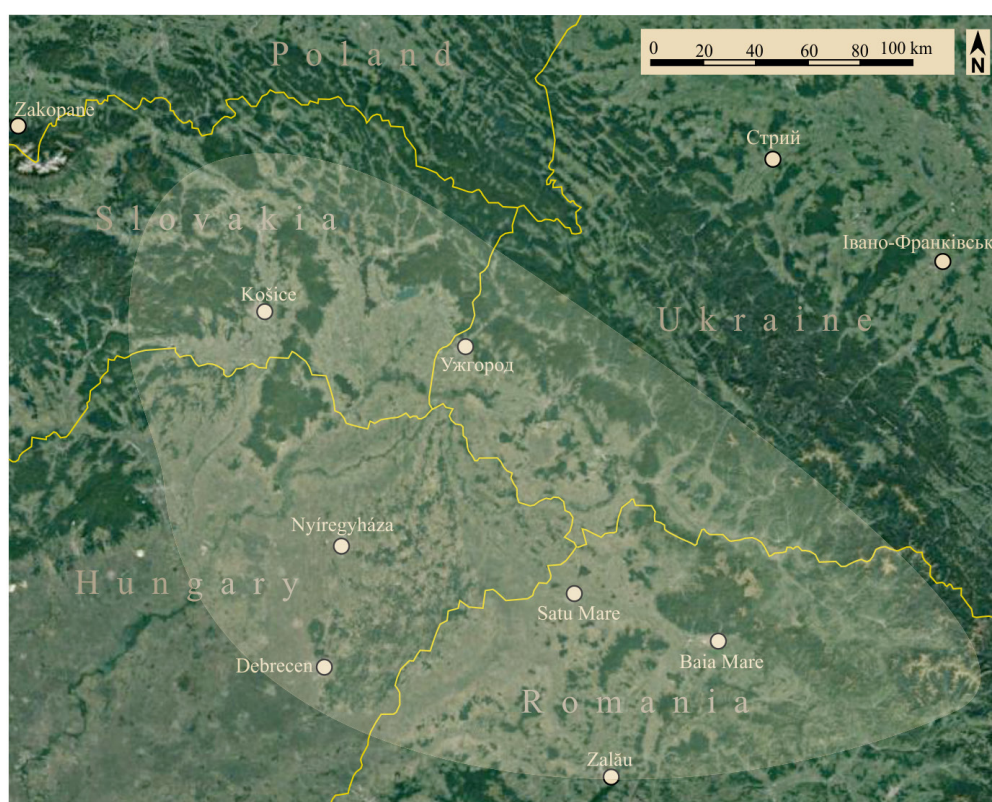 Poland
0 20 40 60 80 100 km
N
Zakopane
Стрий
Slovakia
Івано-Франківськ
Košice
Ukraine
Ужгород
Nyíregyháza
Hungary
Satu Mare
Debrecen
Baia Mare
Romania
Zalău